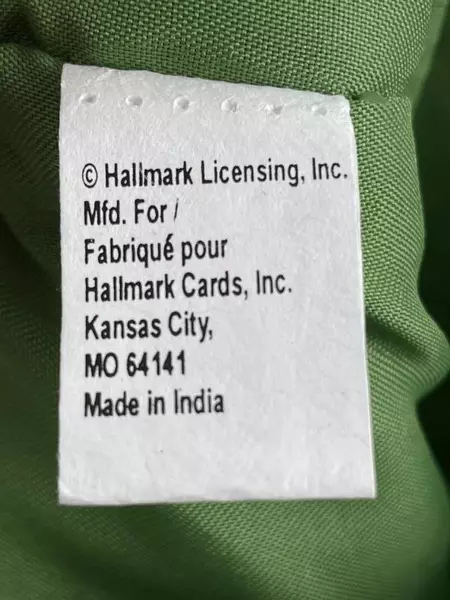 © Hallmark Licensing, Inc.
Mfd. For /
Fabriqué pour
Hallmark Cards, Inc.
Kansas City,
MO 64141
Made in India